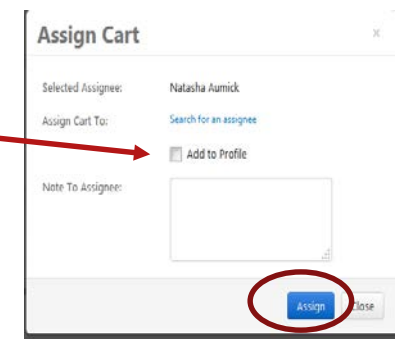 Assign Cart x
Selected Assignee: Natasha Aumick
Assign Cart To: Search for an assignee
Add to Profile
Note To Assignee:
Assign Close